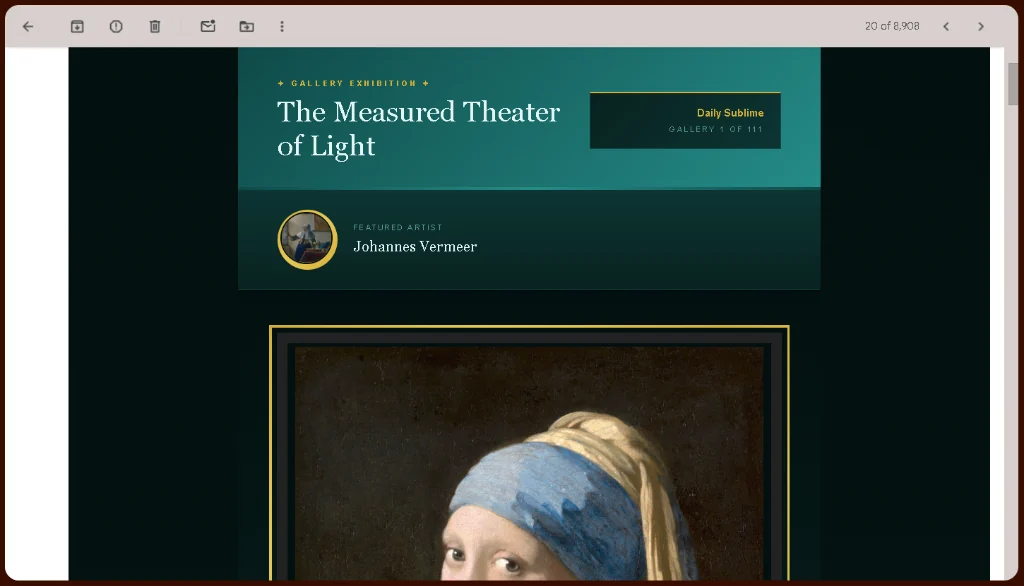 20 of 8,908
✦ GALLERY EXHIBITION ✦
The Measured Theater
of Light
Daily Sublime
GALLERY 1 OF 111
FEATURED ARTIST
Johannes Vermeer